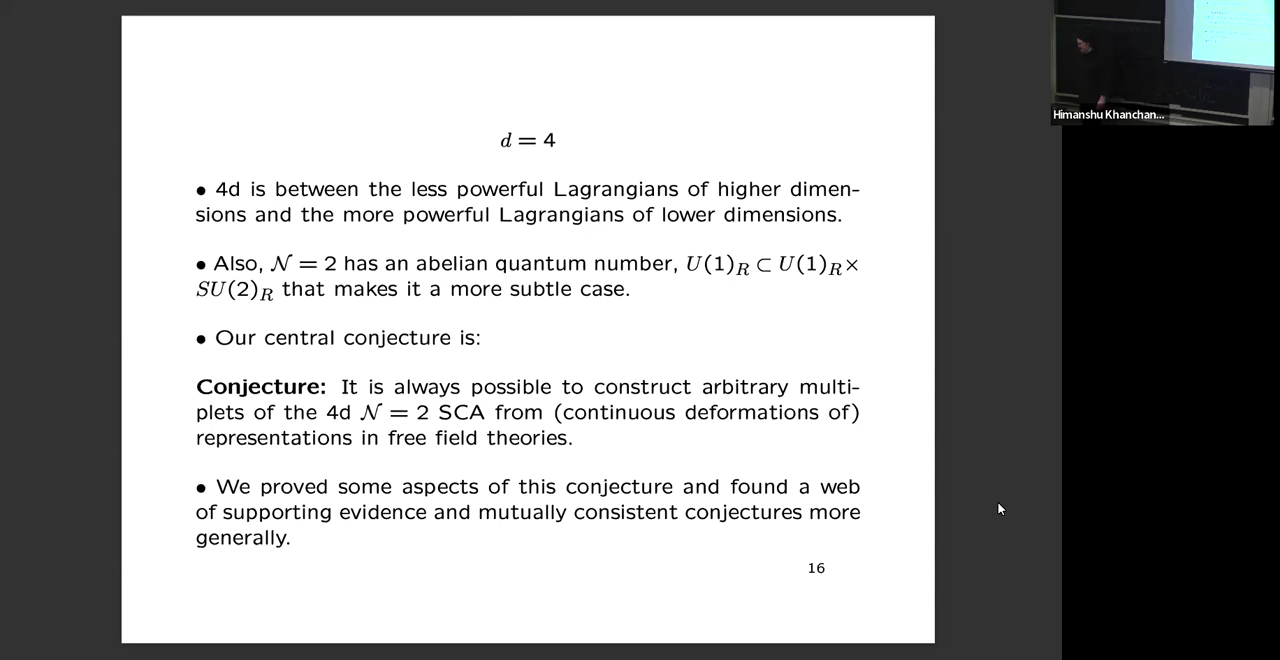 d = 4
• 4d is between the less powerful Lagrangians of higher dimen-
sions and the more powerful Lagrangians of lower dimensions.
• Also, 𝒩 = 2 has an abelian quantum number, U(1)_R ⊂ U(1)_R×
SU(2)_R that makes it a more subtle case.
• Our central conjecture is:
Conjecture: It is always possible to construct arbitrary multi-
plets of the 4d 𝒩 = 2 SCA from (continuous deformations of)
representations in free field theories.
• We proved some aspects of this conjecture and found a web
of supporting evidence and mutually consistent conjectures more
generally.
16
Himanshu Khanchan...